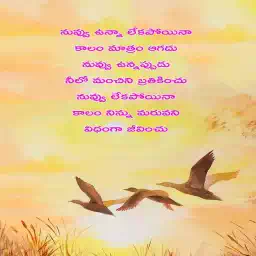 నువ్వు ఉన్నా లేకపోయినా
కాలం మాత్రం ఆగదు
నువ్వు ఉన్నప్పుడు
నీలో మంచిని బ్రతికించు
నువ్వు లేకపోయినా
కాలం నిన్ను మరువని
విధంగా జీవించు